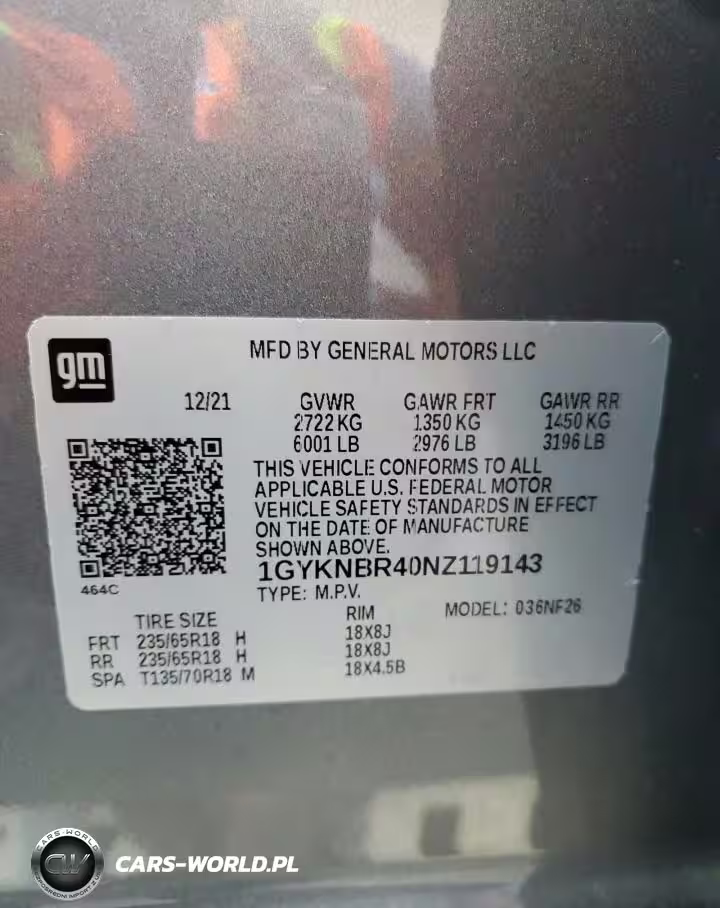 gm
MFD BY GENERAL MOTORS LLC
12/21 GVWR GAWR FRT GAWR RR
2722 KG 1350 KG 1450 KG
6001 LB 2976 LB 3196 LB
THIS VEHICLE CONFORMS TO ALL
APPLICABLE U.S. FEDERAL MOTOR
VEHICLE SAFETY STANDARDS IN EFFECT
ON THE DATE OF MANUFACTURE
SHOWN ABOVE.
1GYKNBR40NZ119143
464C
TYPE: M.P.V.
TIRE SIZE RIM MODEL: 036NF26
FRT 235/65R18 H 18X8J
RR 235/65R18 H 18X8J
SPA T135/70R18 M 18X4.5B
CARS-WORLD
CW
CARS-WORLD.PL